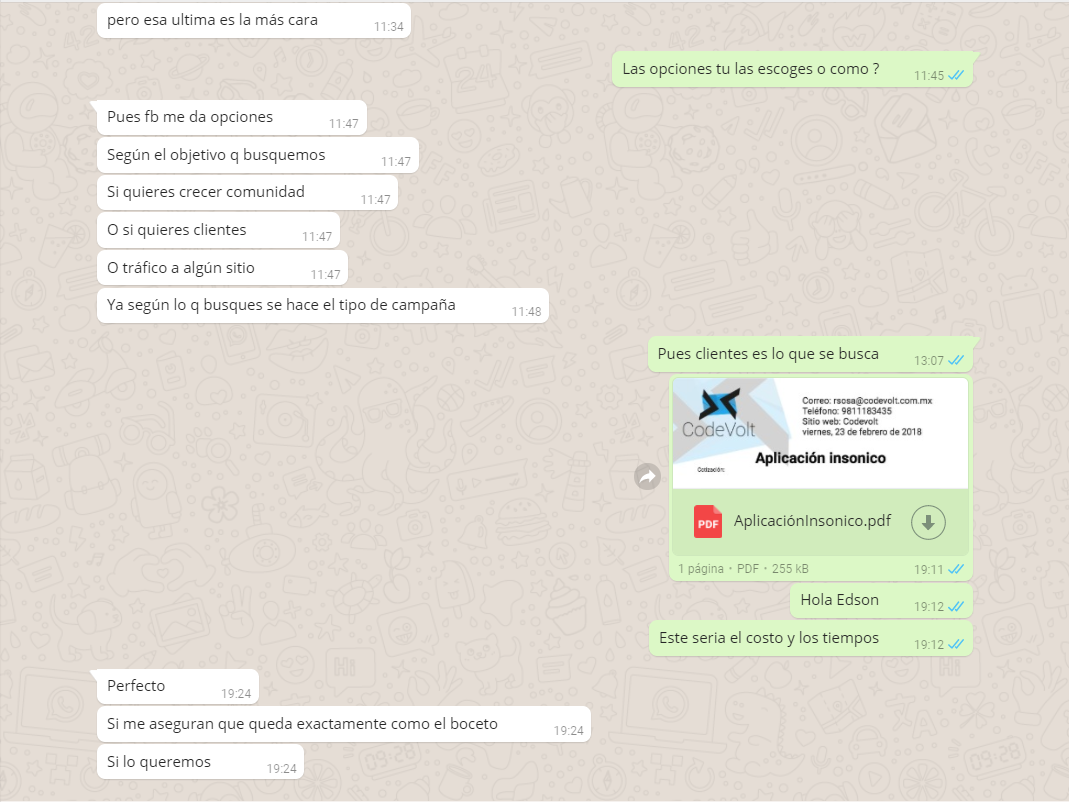 pero esa ultima es la más cara
11:34
Las opciones tu las escoges o como ?
11:45
Pues fb me da opciones
11:47
Según el objetivo q busquemos
11:47
Si quieres crecer comunidad
11:47
O si quieres clientes
11:47
O tráfico a algún sitio
11:47
Ya según lo q busques se hace el tipo de campaña
11:48
Pues clientes es lo que se busca
13:07
CodeVolt
Correo: rsosa@codevolt.com.mx
Teléfono: 9811183435
Sitio web: Codevolt
viernes, 23 de febrero de 2018
Aplicación insonico
Cotización:
PDF
AplicaciónInsonico.pdf
1 página • PDF • 255 kB
19:11
Hola Edson
19:12
Este seria el costo y los tiempos
19:12
Perfecto
19:24
Si me aseguran que queda exactamente como el boceto
19:24
Si lo queremos
19:24